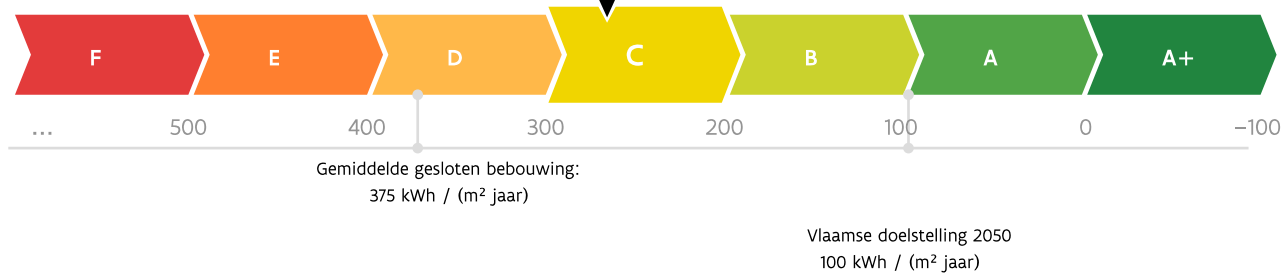 F E D C B A A+
... 500 400 300 200 100 0 −100
Gemiddelde gesloten bebouwing:
375 kWh / (m² jaar)
Vlaamse doelstelling 2050
100 kWh / (m² jaar)